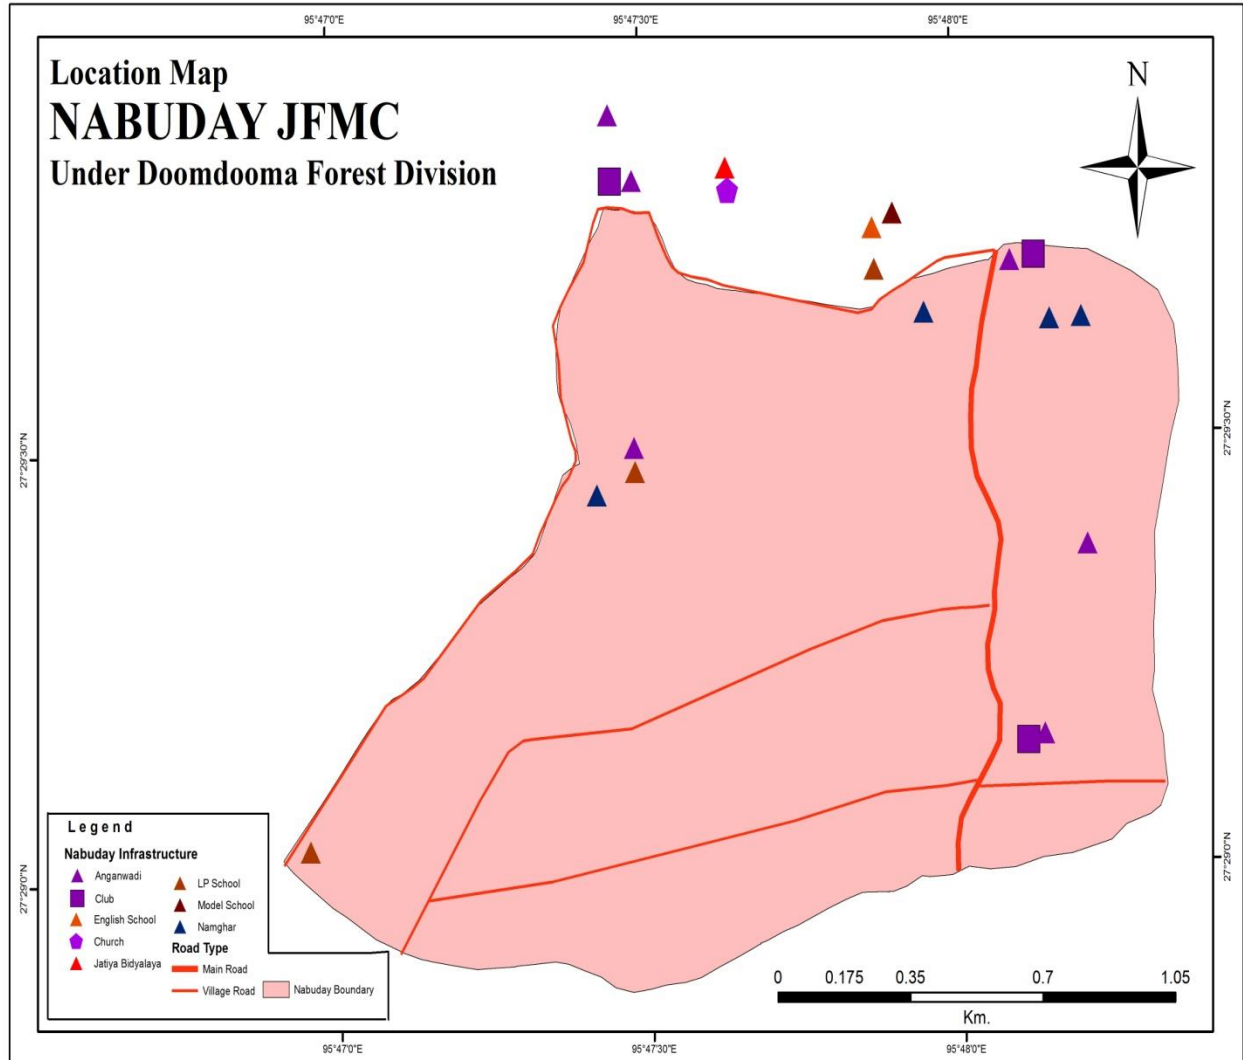 95°47'0"E
95°47'30"E
95°48'0"E
Location Map
NABUDAY JFMC
Under Doomdooma Forest Division
N
27°29'30"N
27°29'30"N
27°29'0"N
27°29'0"N
Legend
Nabuday Infrastructure
Anganwadi
Club
English School
Church
Jatiya Bidyalaya
LP School
Model School
Namghar
Road Type
Main Road
Village Road
Nabuday Boundary
0 0.175 0.35 0.7 1.05
Km.
95°47'0"E
95°47'30"E
95°48'0"E